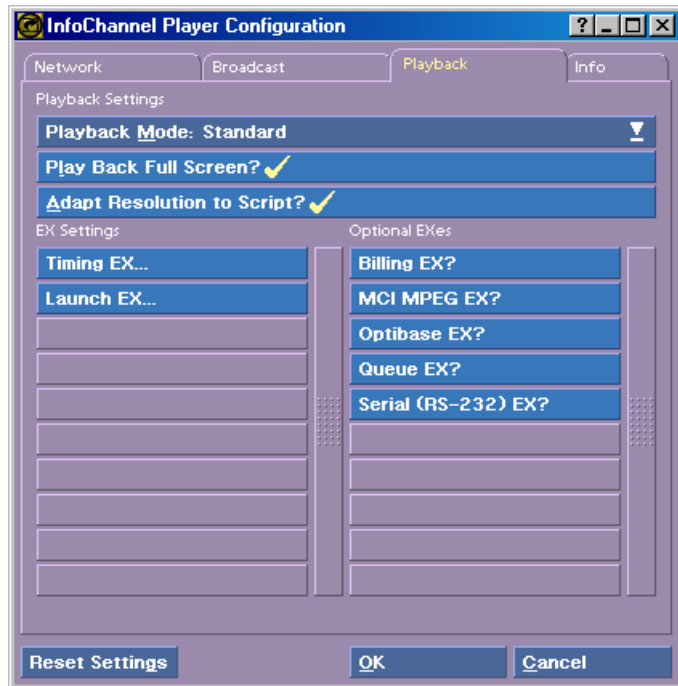 InfoChannel Player Configuration
Network Broadcast Playback Info
Playback Settings
Playback Mode: Standard
Play Back Full Screen?
Adapt Resolution to Script?
EX Settings Optional EXes
Timing EX... Billing EX?
Launch EX... MCI MPEG EX?
Optibase EX?
Queue EX?
Serial (RS-232) EX?
Reset Settings OK Cancel